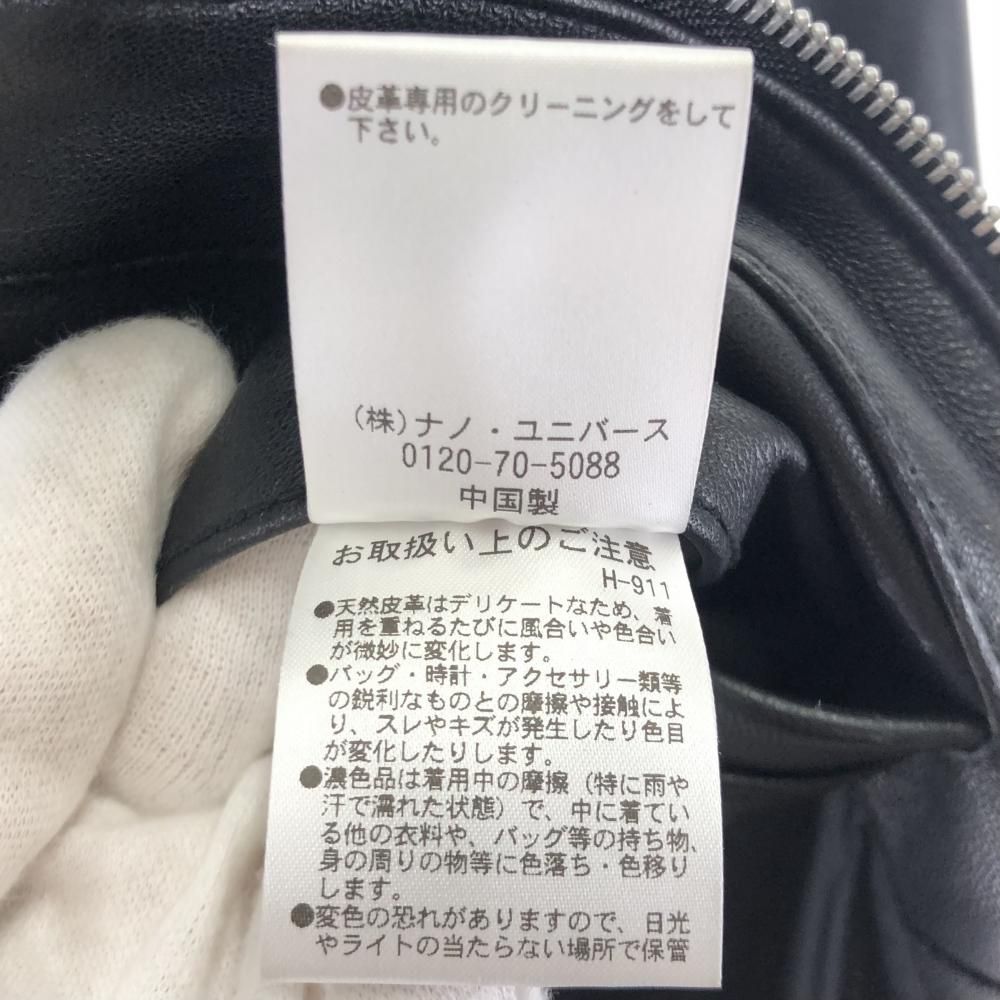 ●皮革専用のクリーニングをして
下さい。
(株)ナノ・ユニバース
0120-70-5088
中国製
お取扱い上のご注意
H-911
●天然皮革はデリケートなため、着
用を重ねるたびに風合いや色合い
が微妙に変化します。
●バッグ・時計・アクセサリー類等
の鋭利なものとの摩擦や接触によ
り、スレやキズが発生したり色目
が変化したりします。
●濃色品は着用中の摩擦(特に雨や
汗で濡れた状態)で、中に着てい
る他の衣料や、バッグ等の持ち物、
身の周りの物等に色落ち・色移り
します。
●変色の恐れがありますので、日光
やライトの当たらない場所で保管